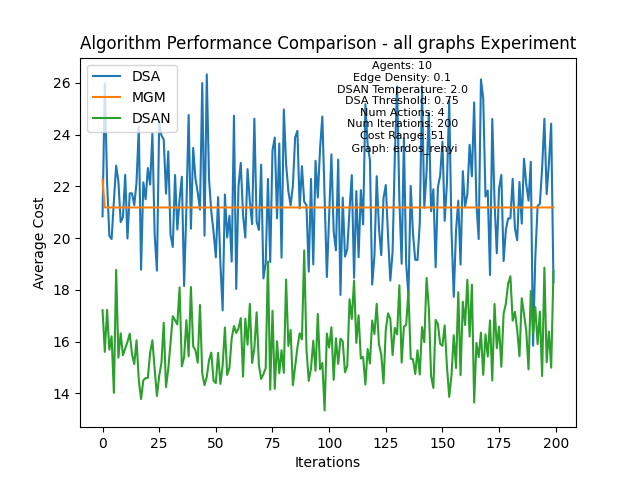 Algorithm Performance Comparison - all graphs Experiment
DSA
MGM
DSAN
Agents: 10
Edge Density: 0.1
DSAN Temperature: 2.0
DSA Threshold: 0.75
Num Actions: 4
Num Iterations: 200
Cost Range: 51
Graph: erdos_renyi
Average Cost
26
24
22
20
18
16
14
0
25
50
75
100
125
150
175
200
Iterations